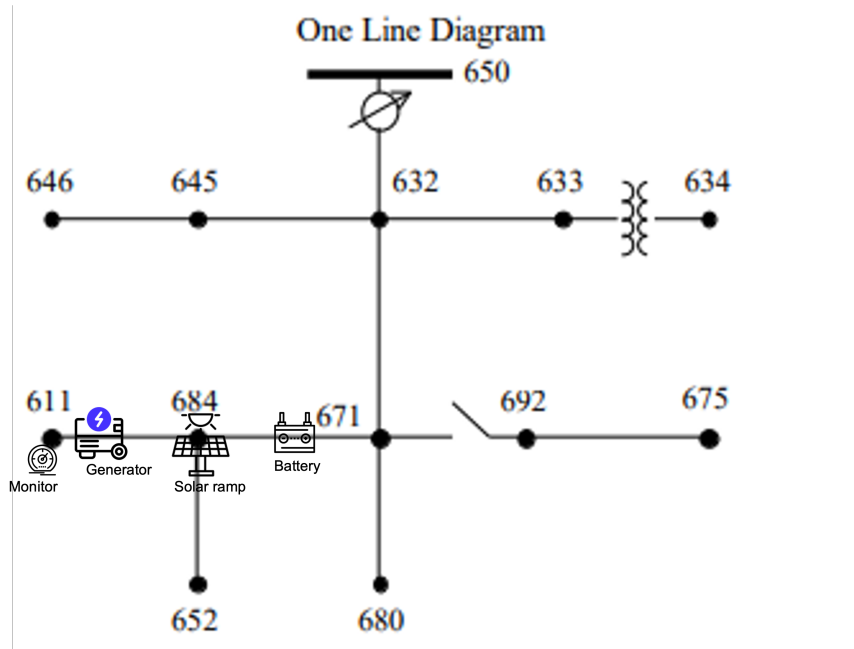 One Line Diagram
650
646 645 632 633 634
611 684 671 692 675
Monitor Generator Solar ramp Battery
652 680